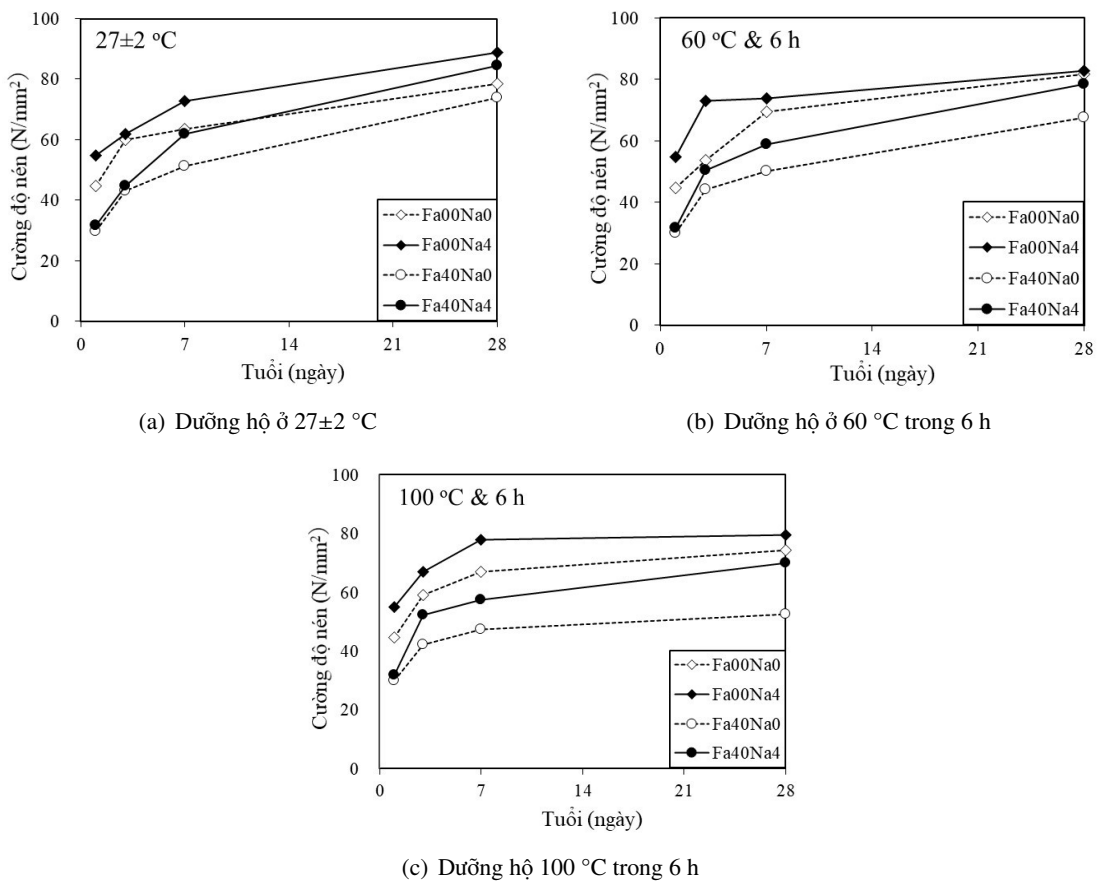 27±2 °C
Cường độ nén (N/mm²)
100
80
60
40
20
0
Fa00Na0
Fa00Na4
Fa40Na0
Fa40Na4
0 7 14 21 28
Tuổi (ngày)
(a) Dưỡng hộ ở 27±2 °C
60 °C & 6 h
Cường độ nén (N/mm²)
100
80
60
40
20
0
Fa00Na0
Fa00Na4
Fa40Na0
Fa40Na4
0 7 14 21 28
Tuổi (ngày)
(b) Dưỡng hộ ở 60 °C trong 6 h
100 °C & 6 h
Cường độ nén (N/mm²)
100
80
60
40
20
0
Fa00Na0
Fa00Na4
Fa40Na0
Fa40Na4
0 7 14 21 28
Tuổi (ngày)
(c) Dưỡng hộ 100 °C trong 6 h